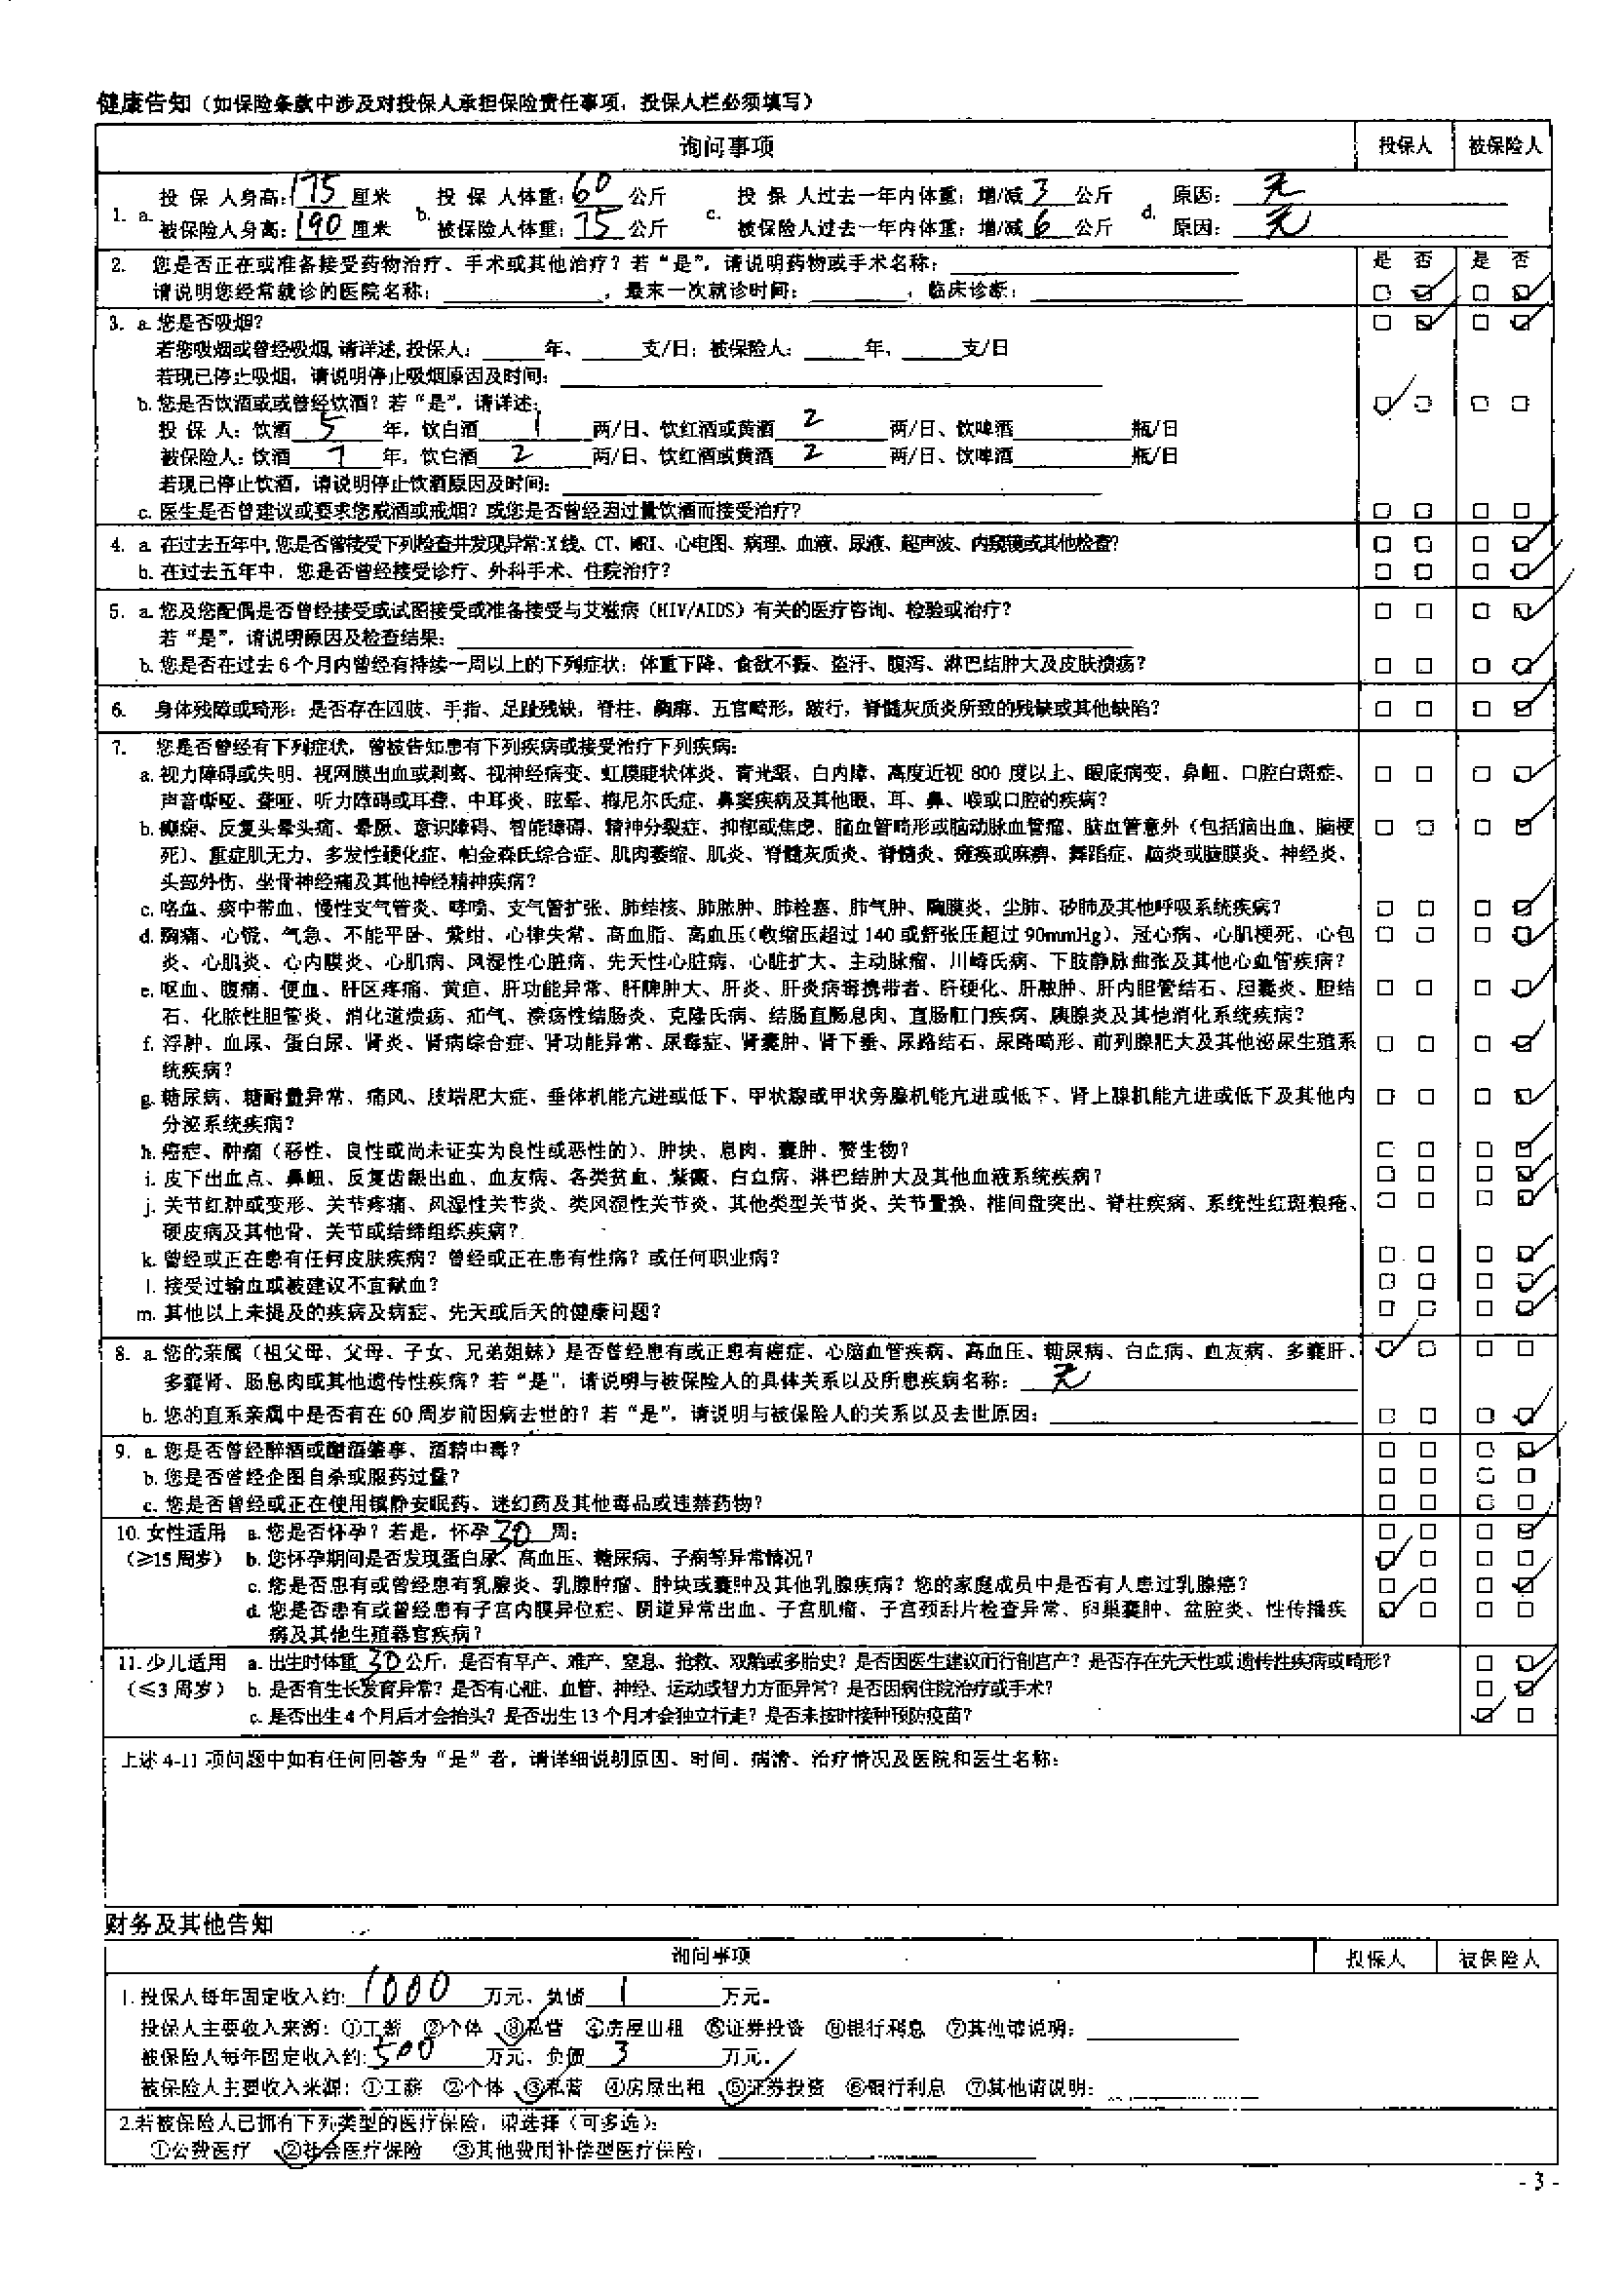 健康告知（如保险条款中涉及对投保人承担保险责任事项，投保人栏必须填写）
询问事项 投保人 被保险人
1. a. 投保人身高：175厘米 b. 投保人体重：60公斤 c. 投保人过去一年内体重：增/减3公斤 d. 原因：无
被保险人身高：190厘米 被保险人体重：75公斤 被保险人过去一年内体重：增/减6公斤 原因：无
2. 您是否正在或准备接受药物治疗、手术或其他治疗？若“是”，请说明药物或手术名称： 是 否 是 否
请说明您经常就诊的医院名称：，最末一次就诊时间：，临床诊断：
3. a. 您是否吸烟？
若您吸烟或曾经吸烟，请详述，投保人：年，支/日；被保险人：年，支/日
若现已停止吸烟，请说明停止吸烟原因及时间：
b. 您是否饮酒或或曾经饮酒？若“是”，请详述：
投保人：饮酒5年，饮白酒1两/日、饮红酒或黄酒2两/日、饮啤酒瓶/日
被保险人：饮酒7年，饮白酒2两/日、饮红酒或黄酒2两/日、饮啤酒瓶/日
若现已停止饮酒，请说明停止饮酒原因及时间：
c. 医生是否曾建议或要求您戒酒或戒烟？或您是否曾经因过量饮酒而接受治疗？
4. a. 在过去五年中，您是否曾接受下列检查并发现异常：X线、CT、MRI、心电图、病理、血液、尿液、超声波、内窥镜或其他检查？
b. 在过去五年中，您是否曾经接受诊疗、外科手术、住院治疗？
5. a. 您及您配偶是否曾经接受或试图接受或准备接受与艾滋病（HIV/AIDS）有关的医疗咨询、检验或治疗？
若“是”，请说明原因及检查结果：
b. 您是否在过去6个月内曾经有持续一周以上的下列症状：体重下降、食欲不振、盗汗、腹泻、淋巴结肿大及皮肤溃疡？
6. 身体残障或畸形：是否存在四肢、手指、足趾残缺，脊柱、胸廓、五官畸形，跛行，脊髓灰质炎所致的残缺或其他缺陷？
7. 您是否曾经有下列症状，曾被告知患有下列疾病或接受治疗下列疾病：
a. 视力障碍或失明、视网膜出血或剥离、视神经病变、虹膜睫状体炎、青光眼、白内障、高度近视800度以上、眼底病变、鼻衄、口腔白斑症、
声音嘶哑、聋哑、听力障碍或耳聋、中耳炎、眩晕、梅尼尔氏症、鼻窦疾病及其他眼、耳、鼻、喉或口腔的疾病？
b. 癫痫、反复头晕头痛、晕厥、意识障碍、智能障碍、精神分裂症、抑郁或焦虑、脑血管畸形或脑动脉血管瘤、脑血管意外（包括脑出血、脑梗
死）、重症肌无力、多发性硬化症、帕金森氏综合症、肌肉萎缩、肌炎、脊髓灰质炎、脊髓炎、瘫痪或麻痹、舞蹈症、脑炎或脑膜炎、神经炎、
头部外伤、坐骨神经痛及其他神经精神疾病？
c. 咯血、痰中带血、慢性支气管炎、哮喘、支气管扩张、肺结核、肺脓肿、肺栓塞、肺气肿、胸膜炎、尘肺、矽肺及其他呼吸系统疾病？
d. 胸痛、心慌、气急、不能平卧、紫绀、心律失常、高血脂、高血压（收缩压超过140或舒张压超过90mmHg）、冠心病、心肌梗死、心包
炎、心肌炎、心内膜炎、心肌病、风湿性心脏病、先天性心脏病、心脏扩大、主动脉瘤、川崎氏病、下肢静脉曲张及其他心血管疾病？
e. 呕血、腹痛、便血、肝区疼痛、黄疸、肝功能异常、肝脾肿大、肝炎、肝炎病毒携带者、肝硬化、肝脓肿、肝内胆管结石、胆囊炎、胆结
石、化脓性胆管炎、消化道溃疡、疝气、溃疡性结肠炎、克隆氏病、结肠直肠息肉、直肠肛门疾病、胰腺炎及其他消化系统疾病？
f. 浮肿、血尿、蛋白尿、肾炎、肾病综合症、肾功能异常、尿毒症、肾囊肿、肾下垂、尿路结石、尿路畸形、前列腺肥大及其他泌尿生殖系
统疾病？
g. 糖尿病、糖耐量异常、痛风、肢端肥大症、垂体机能亢进或低下、甲状腺或甲状旁腺机能亢进或低下、肾上腺机能亢进或低下及其他内
分泌系统疾病？
h. 癌症、肿瘤（恶性、良性或尚未证实为良性或恶性的）、肿块、息肉、囊肿、赘生物？
i. 皮下出血点、鼻衄、反复齿龈出血、血友病、各类贫血、紫癜、白血病、淋巴结肿大及其他血液系统疾病？
j. 关节红肿或变形、关节疼痛、风湿性关节炎、类风湿性关节炎、其他类型关节炎、关节置换、椎间盘突出、脊柱疾病、系统性红斑狼疮、
硬皮病及其他骨、关节或结缔组织疾病？
k. 曾经或正在患有任何皮肤疾病？曾经或正在患有性病？或任何职业病？
l. 接受过输血或被建议不宜献血？
m. 其他以上未提及的疾病及病症、先天或后天的健康问题？
8. a. 您的亲属（祖父母、父母、子女、兄弟姐妹）是否曾经患有或正患有癌症、心脑血管疾病、高血压、糖尿病、白血病、血友病、多囊肝、
多囊肾、肠息肉或其他遗传性疾病？若“是”，请说明与被保险人的具体关系以及所患疾病名称：无
b. 您的直系亲属中是否有在60周岁前因病去世的？若“是”，请说明与被保险人的关系以及去世原因：
9. a. 您是否曾经醉酒或酗酒肇事、酒精中毒？
b. 您是否曾经企图自杀或服药过量？
c. 您是否曾经或正在使用镇静安眠药、迷幻药及其他毒品或违禁药物？
10. 女性适用 a. 您是否怀孕？若是，怀孕30周；
（≥15周岁） b. 您怀孕期间是否发现蛋白尿、高血压、糖尿病、子痫等异常情况？
c. 您是否患有或曾经患有乳腺炎、乳腺肿瘤、肿块或囊肿及其他乳腺疾病？您的家庭成员中是否有人患过乳腺癌？
d. 您是否患有或曾经患有子宫内膜异位症、阴道异常出血、子宫肌瘤、子宫颈刮片检查异常、卵巢囊肿、盆腔炎、性传播疾
病及其他生殖器官疾病？
11. 少儿适用 a. 出生时体重30公斤，是否有早产、难产、窒息、抢救、双胎或多胎史？是否因医生建议而行剖宫产？是否存在先天性或遗传性疾病或畸形？
（≤3周岁） b. 是否有生长发育异常？是否有心脏、血管、神经、运动或智力方面异常？是否因病住院治疗或手术？
c. 是否出生4个月后才会抬头？是否出生13个月才会独立行走？是否未按时接种预防疫苗？
上述4-11项问题中如有任何回答为“是”者，请详细说明原因、时间、病情、治疗情况及医院和医生名称：
财务及其他告知
询问事项 投保人 被保险人
1. 投保人每年固定收入约：1000万元、负债1万元。
投保人主要收入来源：①工薪 ②个体 ③私营 ④房屋出租 ⑤证券投资 ⑥银行利息 ⑦其他请说明：
被保险人每年固定收入约：500万元、负债3万元。
被保险人主要收入来源：①工薪 ②个体 ③私营 ④房屋出租 ⑤证券投资 ⑥银行利息 ⑦其他请说明：
2. 若被保险人已拥有下列类型的医疗保险，请选择（可多选）：
①公费医疗 ②社会医疗保险 ③其他费用补偿型医疗保险：
- 3 -